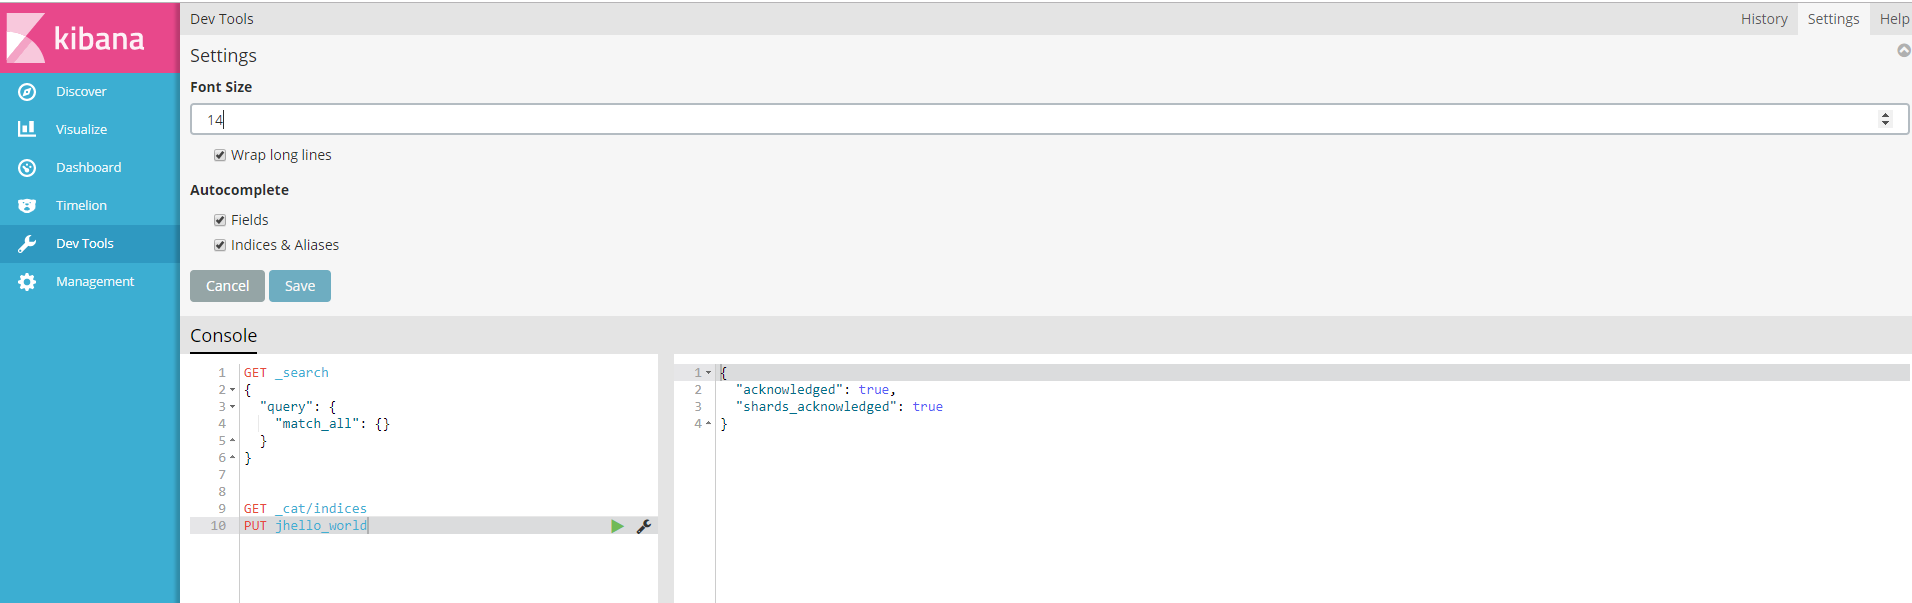 kibana
Discover
Visualize
Dashboard
Timelion
Dev Tools
Management
Dev Tools
History
Settings
Help
Settings
Font Size
14
Wrap long lines
Autocomplete
Fields
Indices & Aliases
Cancel
Save
Console
1 GET _search
2 {
3 "query": {
4 "match_all": {}
5 }
6 }
7
8
9 GET _cat/indices
10 PUT jhello_world
1 {
2 "acknowledged": true,
3 "shards_acknowledged": true
4 }